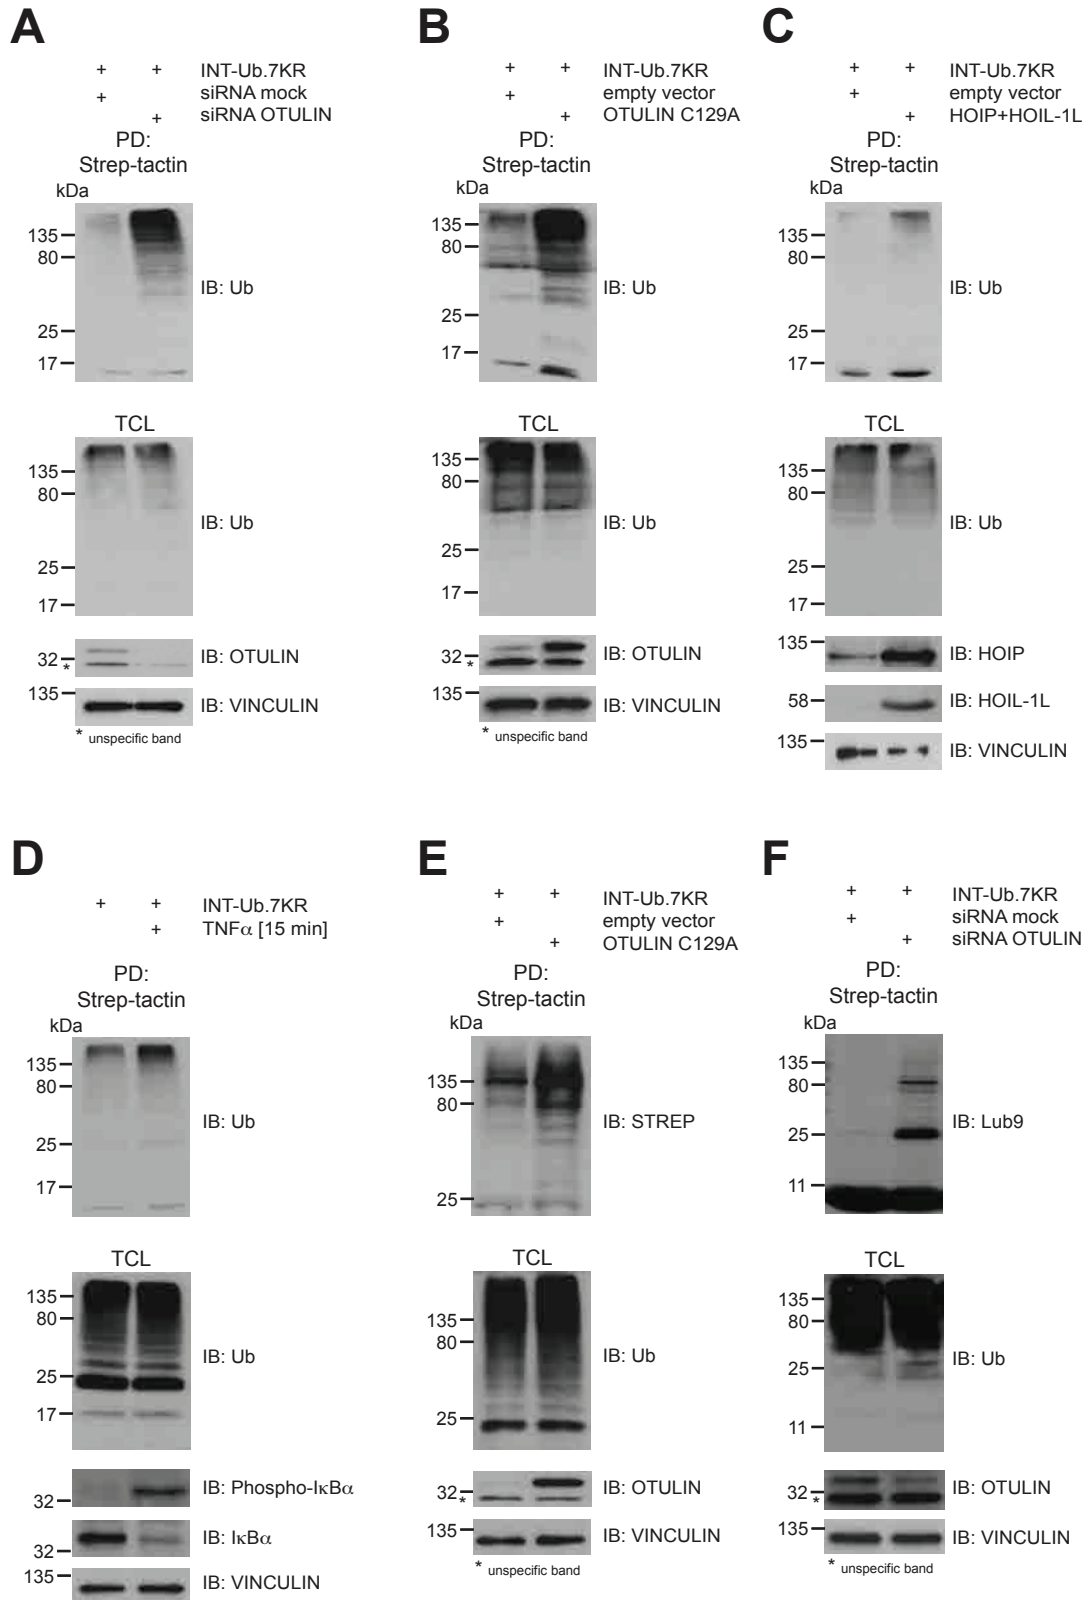 A
+ + INT-Ub.7KR
+ siRNA mock
+ siRNA OTULIN
PD:
Strep-tactin
kDa
135
80
25
17
IB: Ub
TCL
135
80
25
17
IB: Ub
32
*
IB: OTULIN
135
IB: VINCULIN
* unspecific band
B
+ + INT-Ub.7KR
+ empty vector
+ OTULIN C129A
PD:
Strep-tactin
kDa
135
80
25
17
IB: Ub
TCL
135
80
25
17
IB: Ub
32
*
IB: OTULIN
135
IB: VINCULIN
* unspecific band
C
+ + INT-Ub.7KR
+ empty vector
+ HOIP+HOIL-1L
PD:
Strep-tactin
kDa
135
80
25
17
IB: Ub
TCL
135
80
25
17
IB: Ub
135
IB: HOIP
58
IB: HOIL-1L
135
IB: VINCULIN
D
+ + INT-Ub.7KR
+ TNFα [15 min]
PD:
Strep-tactin
kDa
135
80
25
17
IB: Ub
TCL
135
80
25
17
IB: Ub
32
IB: Phospho-IκBα
32
IB: IκBα
135
IB: VINCULIN
E
+ + INT-Ub.7KR
+ empty vector
+ OTULIN C129A
PD:
Strep-tactin
kDa
135
80
25
IB: STREP
TCL
135
80
25
IB: Ub
32
*
IB: OTULIN
135
IB: VINCULIN
* unspecific band
F
+ + INT-Ub.7KR
+ siRNA mock
+ siRNA OTULIN
PD:
Strep-tactin
kDa
135
80
25
11
IB: Lub9
TCL
135
80
25
11
IB: Ub
32
*
IB: OTULIN
135
IB: VINCULIN
* unspecific band